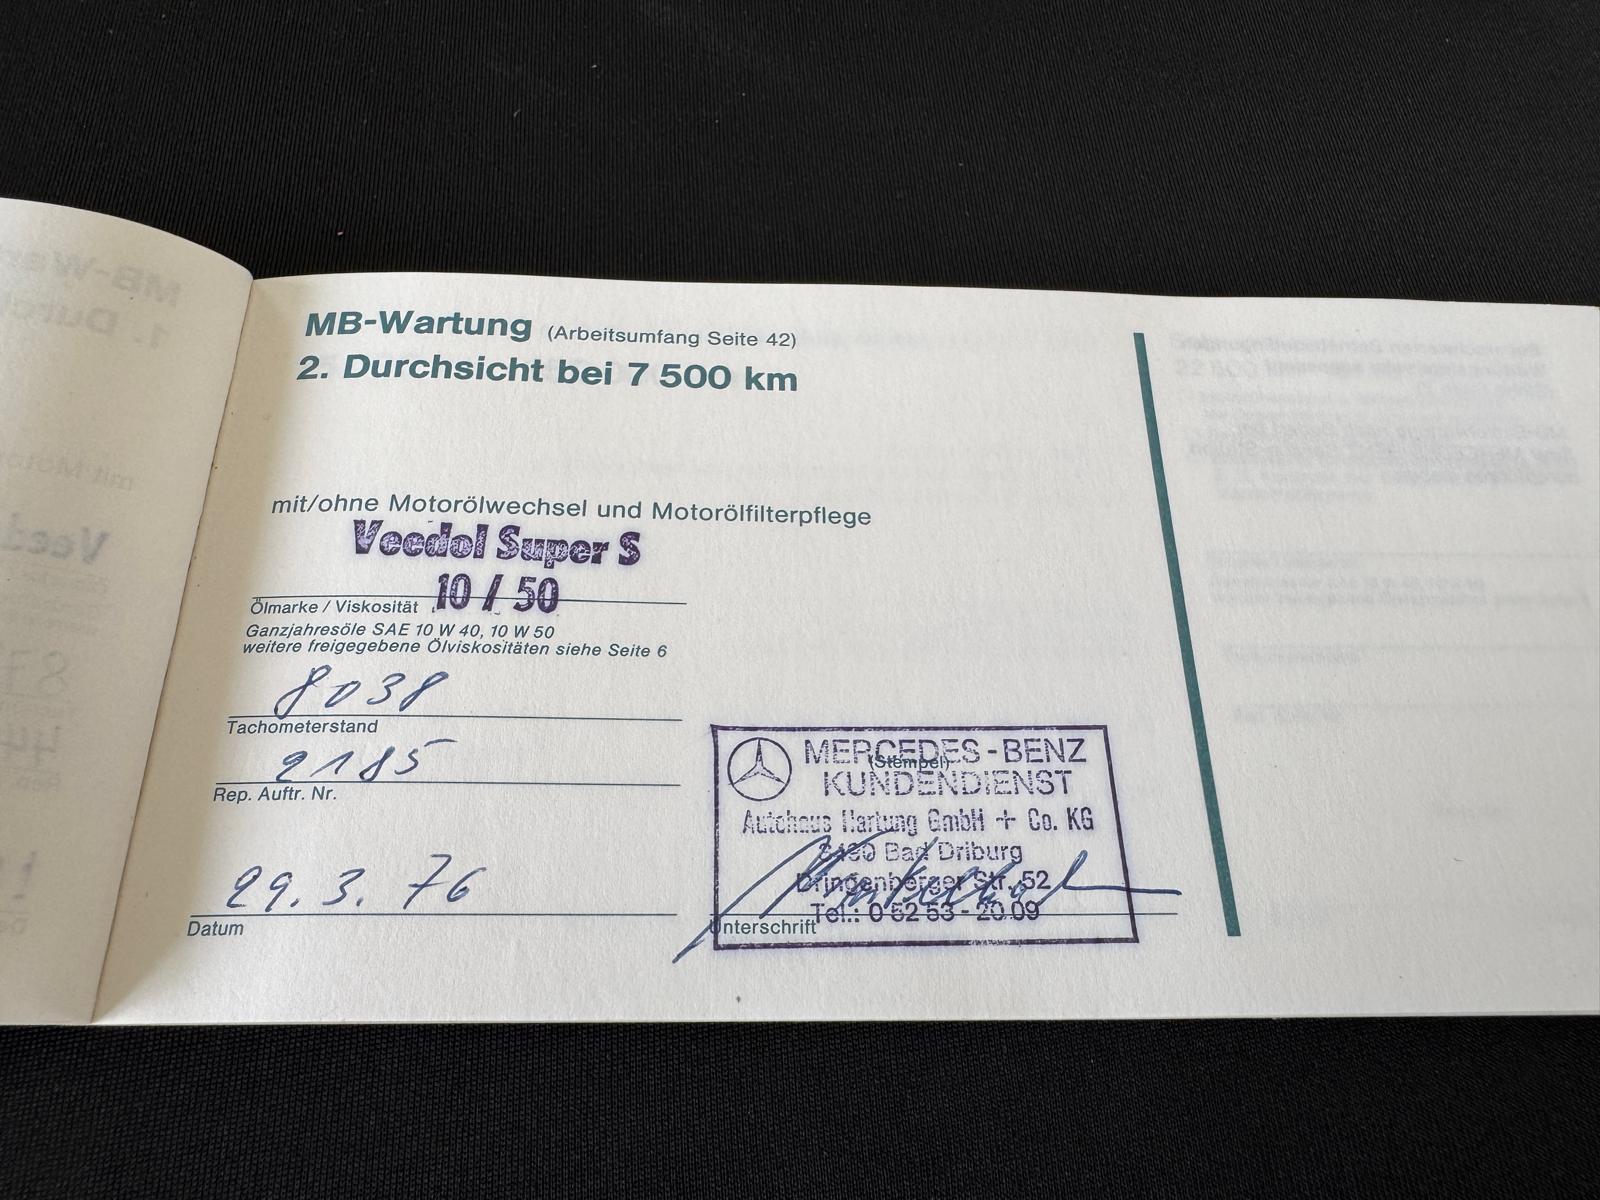 MB-Wartung (Arbeitsumfang Seite 42)
2. Durchsicht bei 7 500 km
mit/ohne Motorölwechsel und Motorölfilterpflege
Veedol Super S
10 / 50
Ölmarke / Viskosität
Ganzjahresöle SAE 10 W 40, 10 W 50
weitere freigegebene Ölviskositäten siehe Seite 6
8038
Tachometerstand
2185
Rep. Auftr. Nr.
29. 3. 76
Datum
MERCEDES-BENZ
(Stempel)
KUNDENDIENST
Autohaus Hartung GmbH + Co. KG
3490 Bad Driburg
Dringenberger Str. 52
Tel.: 0 52 53 - 20 09
Unterschrift